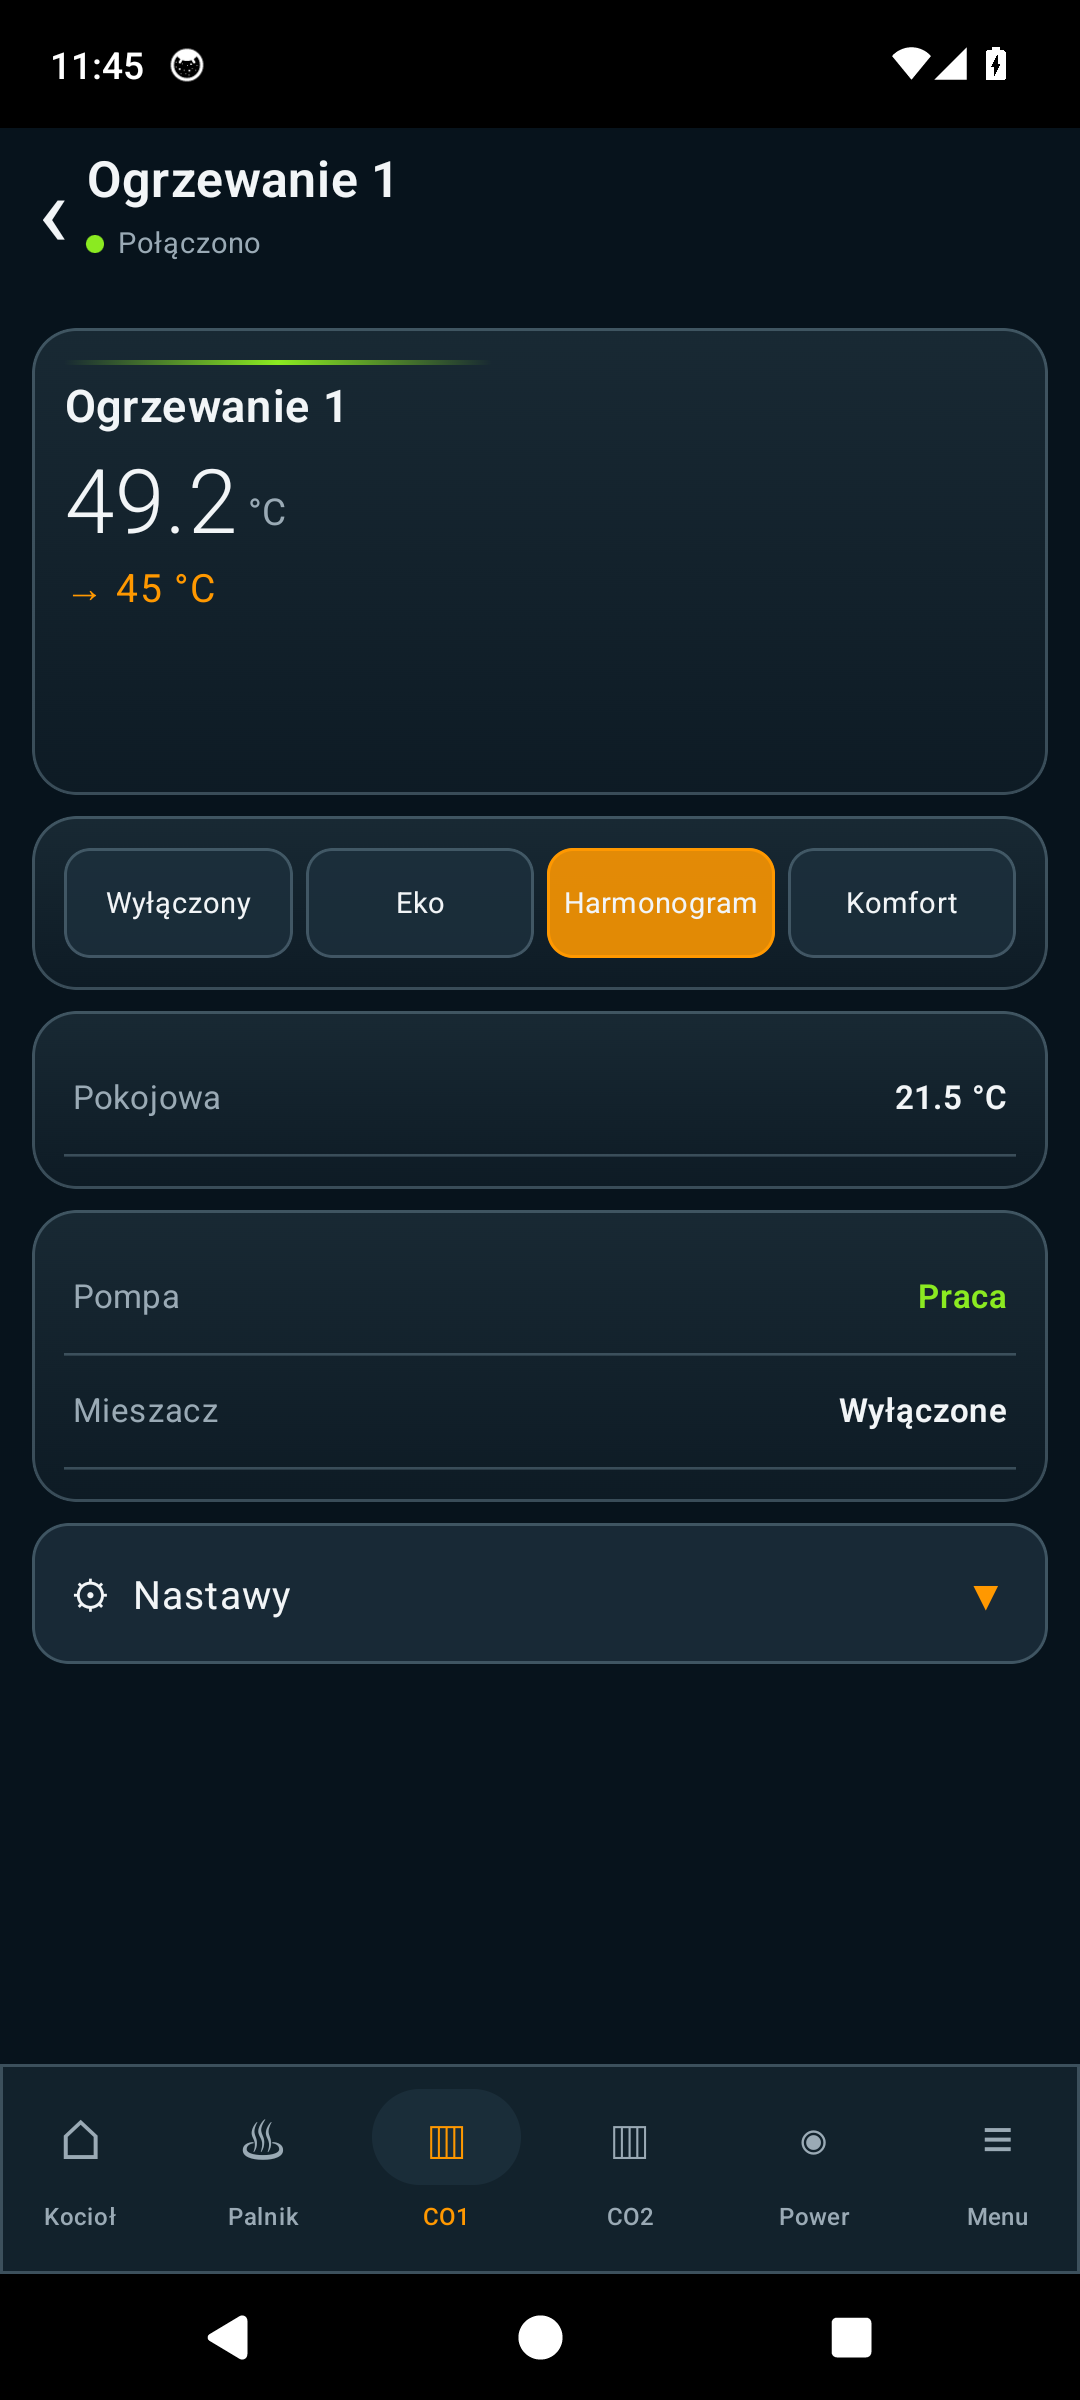 11:45
Ogrzewanie 1
Połączono
Ogrzewanie 1
49.2 °C
→ 45 °C
Wyłączony Eko Harmonogram Komfort
Pokojowa 21.5 °C
Pompa Praca
Mieszacz Wyłączone
Nastawy
Kocioł Palnik CO1 CO2 Power Menu